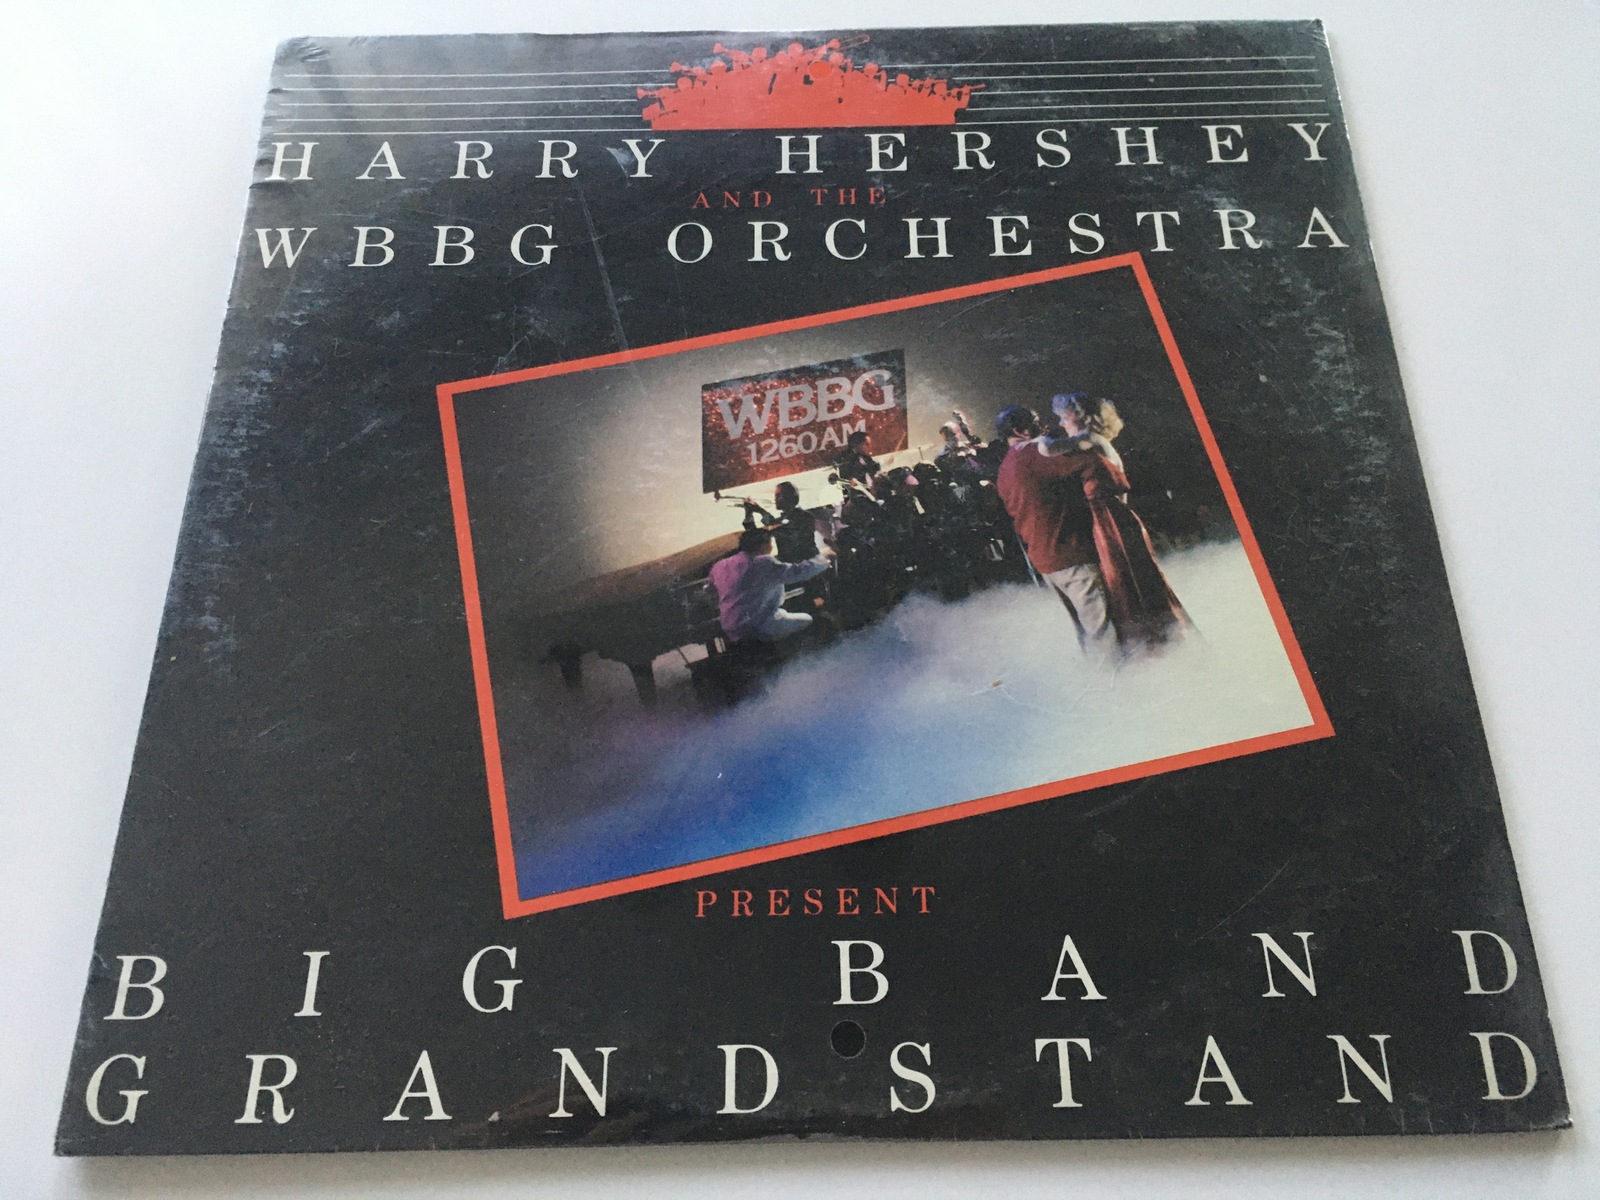 HARRY HERSHEY
AND THE
WBBG ORCHESTRA
WBBG
1260 AM
PRESENT
BIG BAND
GRANDSTAND